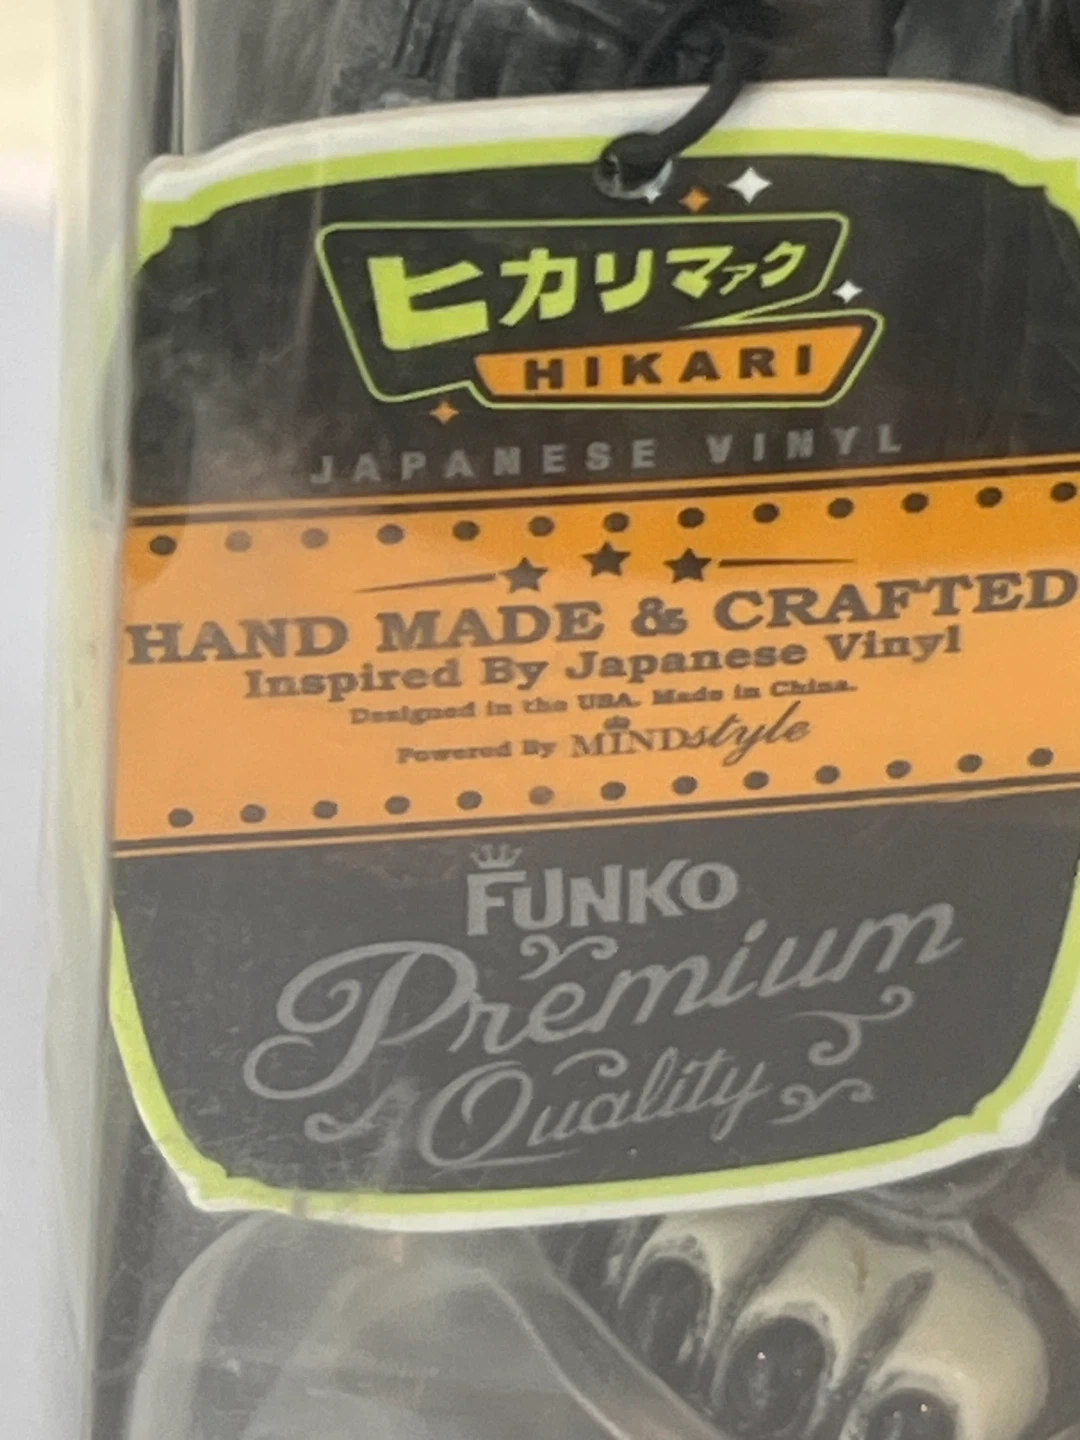 ヒカリマァク
HIKARI
JAPANESE VINYL
HAND MADE & CRAFTED
Inspired By Japanese Vinyl
Designed in the USA. Made in China.
Powered By MINDstyle
FUNKO
Premium
Quality